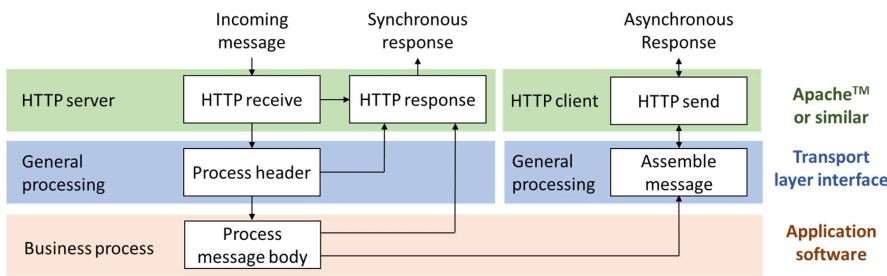 Incoming
message
Synchronous
response
Asynchronous
Response
HTTP server
HTTP receive
HTTP response
HTTP client
HTTP send
Apache™
or similar
General
processing
Process header
General
processing
Assemble
message
Transport
layer interface
Business process
Process
message body
Application
software